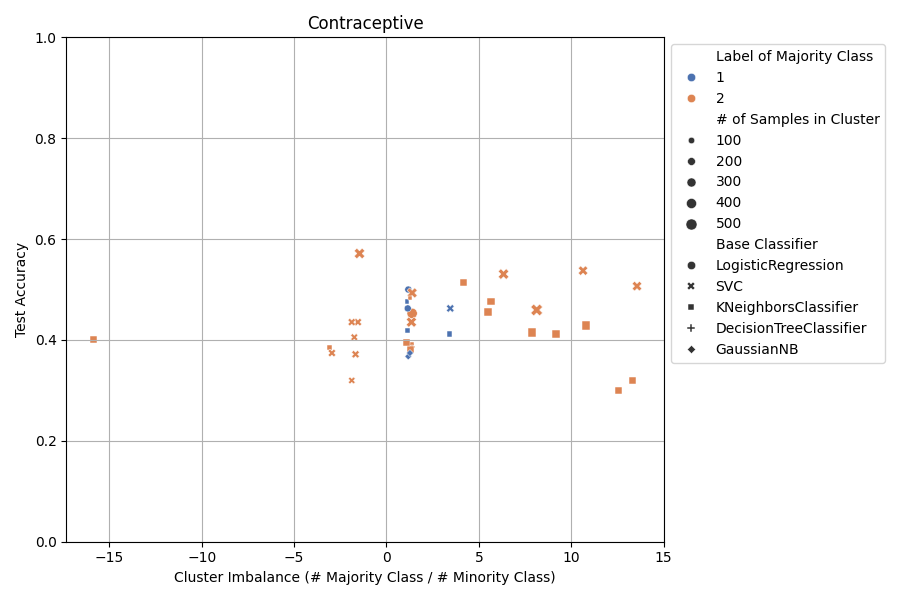 Contraceptive
1.0
0.8
0.6
0.4
0.2
0.0
Test Accuracy
−15
−10
−5
0
5
10
15
Cluster Imbalance (# Majority Class / # Minority Class)
Label of Majority Class
1
2
# of Samples in Cluster
100
200
300
400
500
Base Classifier
LogisticRegression
SVC
KNeighborsClassifier
DecisionTreeClassifier
GaussianNB